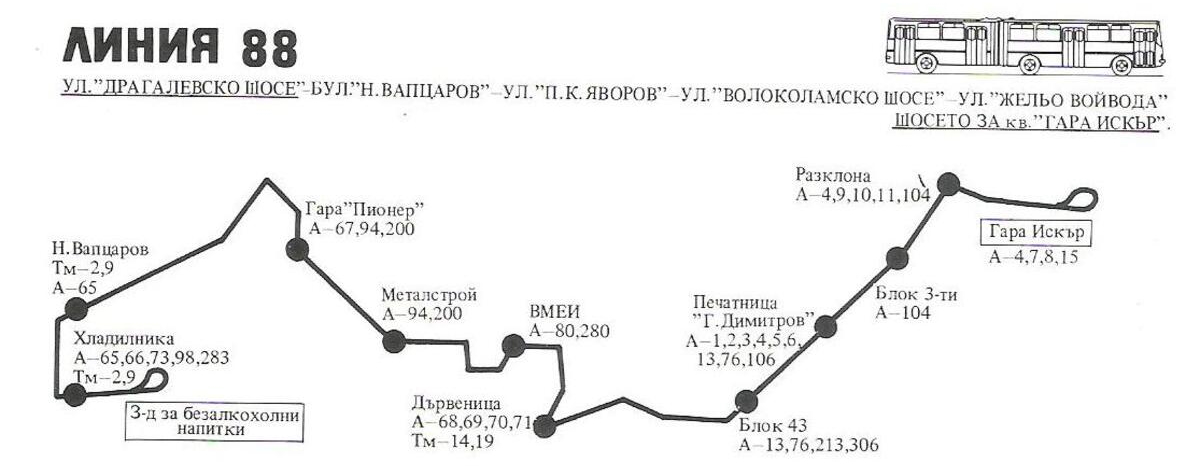 ЛИНИЯ 88
УЛ."ДРАГАЛЕВСКО ШОСЕ"–БУЛ."Н.ВАПЦАРОВ"–УЛ."П.К.ЯВОРОВ"–УЛ."ВОЛОКОЛАМСКО ШОСЕ"–УЛ."ЖЕЛЬО ВОЙВОДА"
ШОСЕТО ЗА кв."ГАРА ИСКЪР".
Разклона
А–4,9,10,11,104
Гара Искър
А–4,7,8,15
Гара"Пионер"
А–67,94,200
Н.Вапцаров
Тм–2,9
А–65
Металстрой
А–94,200
ВМЕИ
А–80,280
Печатница
"Г.Димитров"
А–1,2,3,4,5,6,
13,76,106
Блок 3-ти
А–104
Хладилника
А–65,66,73,98,283
Тм–2,9
З-д за безалкохолни
напитки
Дървеница
А–68,69,70,71
Тм–14,19
Блок 43
А–13,76,213,306